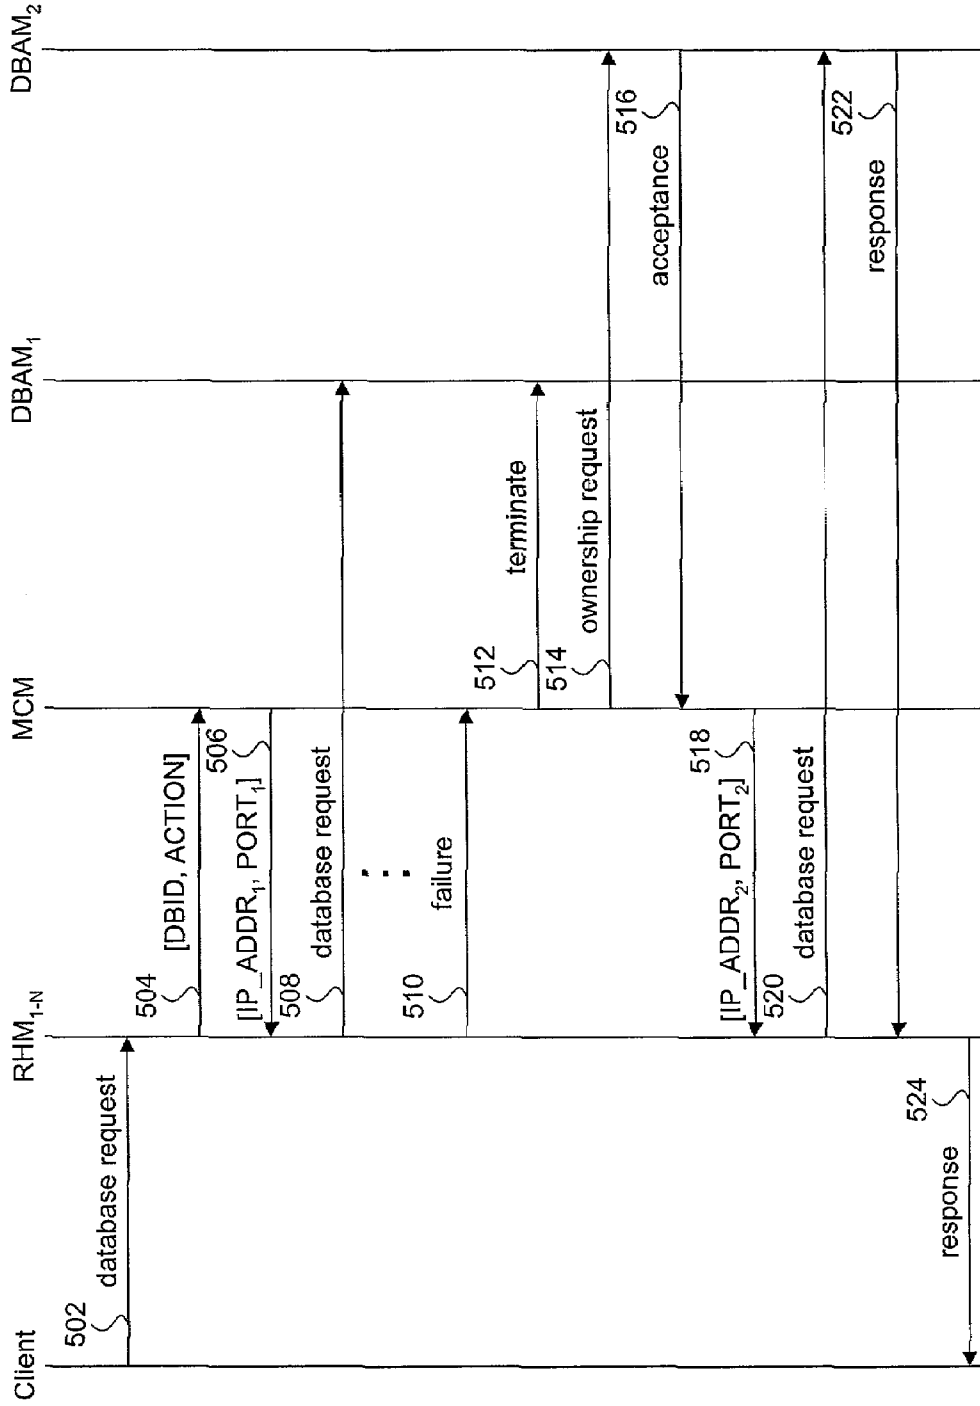 Client
RHM1-N
MCM
DBAM1
DBAM2
502
database request
504
[DBID, ACTION]
[IP_ADDR1, PORT1]
506
508
database request
510
failure
512
terminate
514
ownership request
516
acceptance
[IP_ADDR2, PORT2]
518
520
database request
522
response
524
response